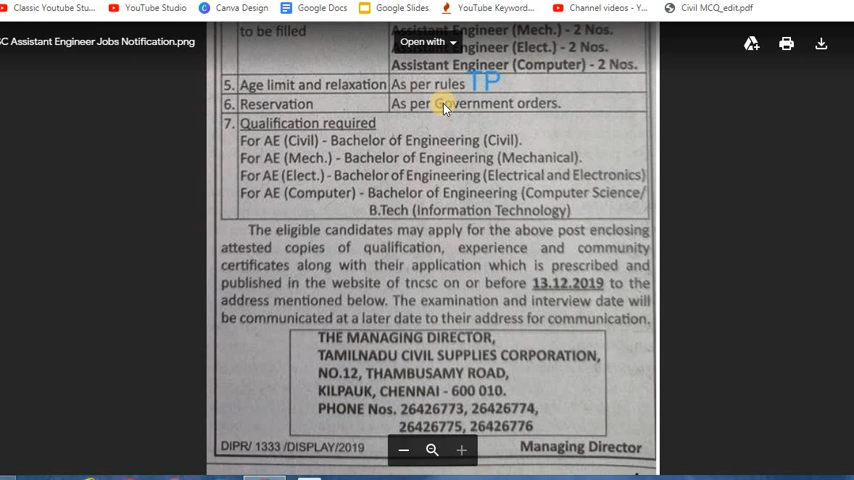 Classic Youtube Stu...
YouTube Studio
Canva Design
Google Docs
Google Slides
YouTube Keyword...
Channel videos - Y...
Civil MCQ_edit.pdf
SC Assistant Engineer Jobs Notification.png
Open with
to be filled
Assistant Engineer (Mech.) - 2 Nos.
Engineer (Elect.) - 2 Nos.
Assistant Engineer (Computer) - 2 Nos.
5. Age limit and relaxation As per rules TP
6. Reservation As per Government orders.
7. Qualification required
For AE (Civil) - Bachelor of Engineering (Civil).
For AE (Mech.) - Bachelor of Engineering (Mechanical).
For AE (Elect.) - Bachelor of Engineering (Electrical and Electronics)
For AE (Computer) - Bachelor of Engineering (Computer Science/
B.Tech (Information Technology)
The eligible candidates may apply for the above post enclosing
attested copies of qualification, experience and community
certificates along with their application which is prescribed and
published in the website of tncsc on or before 13.12.2019 to the
address mentioned below. The examination and interview date will
be communicated at a later date to their address for communication.
THE MANAGING DIRECTOR,
TAMILNADU CIVIL SUPPLIES CORPORATION,
NO.12, THAMBUSAMY ROAD,
KILPAUK, CHENNAI - 600 010.
PHONE Nos. 26426773, 26426774,
26426775, 26426776
DIPR/ 1333 /DISPLAY/2019 Managing Director